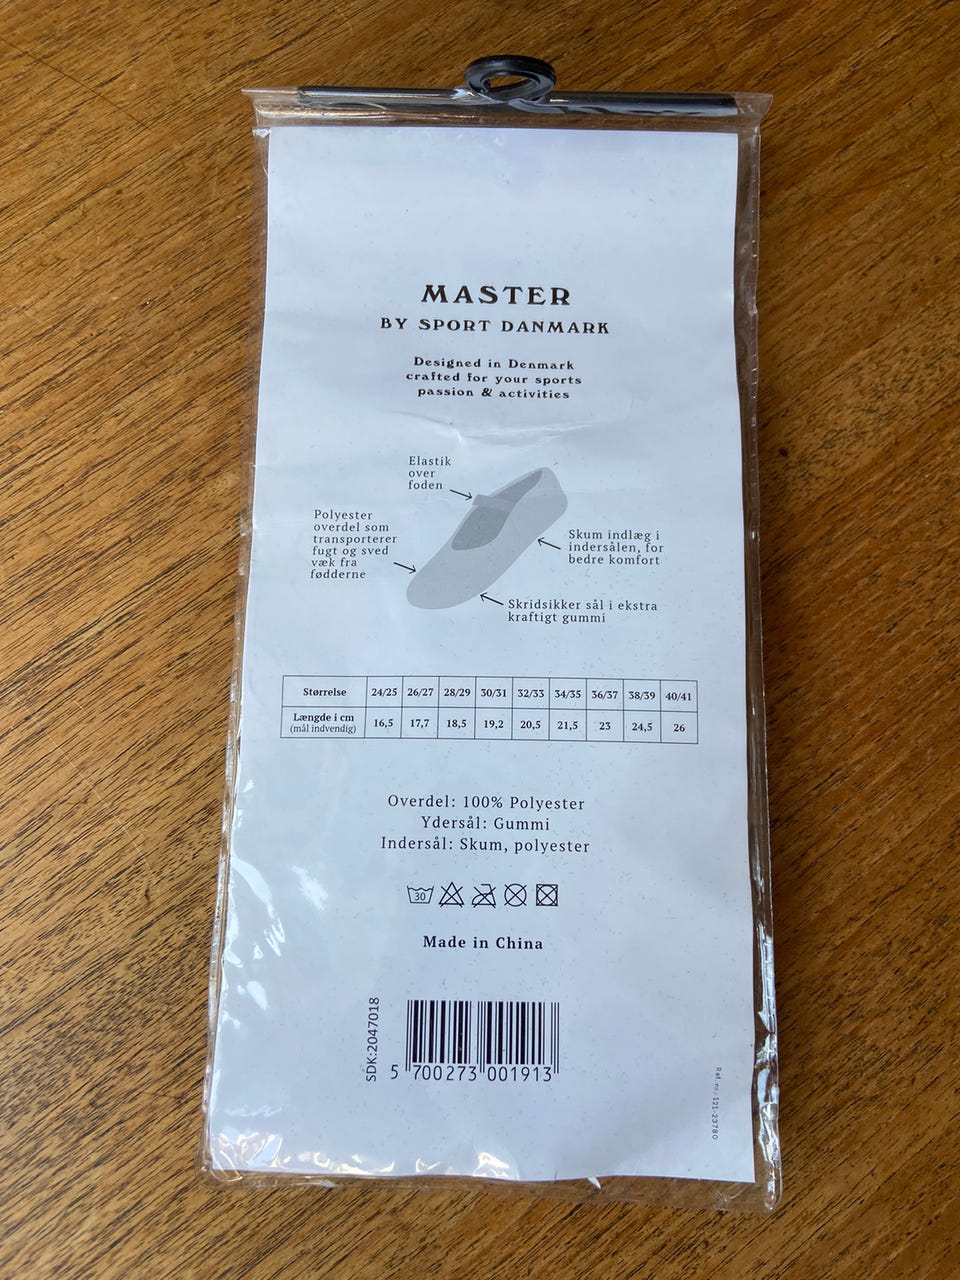 MASTER
BY SPORT DANMARK
Designed in Denmark
crafted for your sports
passion & activities
Elastik
over
foden
Polyester
overdel som
transporterer
fugt og sved
væk fra
fødderne
Skum indlæg i
indersålen, for
bedre komfort
Skridsikker sål i ekstra
kraftigt gummi
Størrelse 24/25 26/27 28/29 30/31 32/33 34/35 36/37 38/39 40/41
Længde i cm
(mål indvendig) 16,5 17,7 18,5 19,2 20,5 21,5 23 24,5 26
Overdel: 100% Polyester
Ydersål: Gummi
Indersål: Skum, polyester
30
Made in China
SDK:2047018
5 700273 001913
Ref. nr.: 121-23780